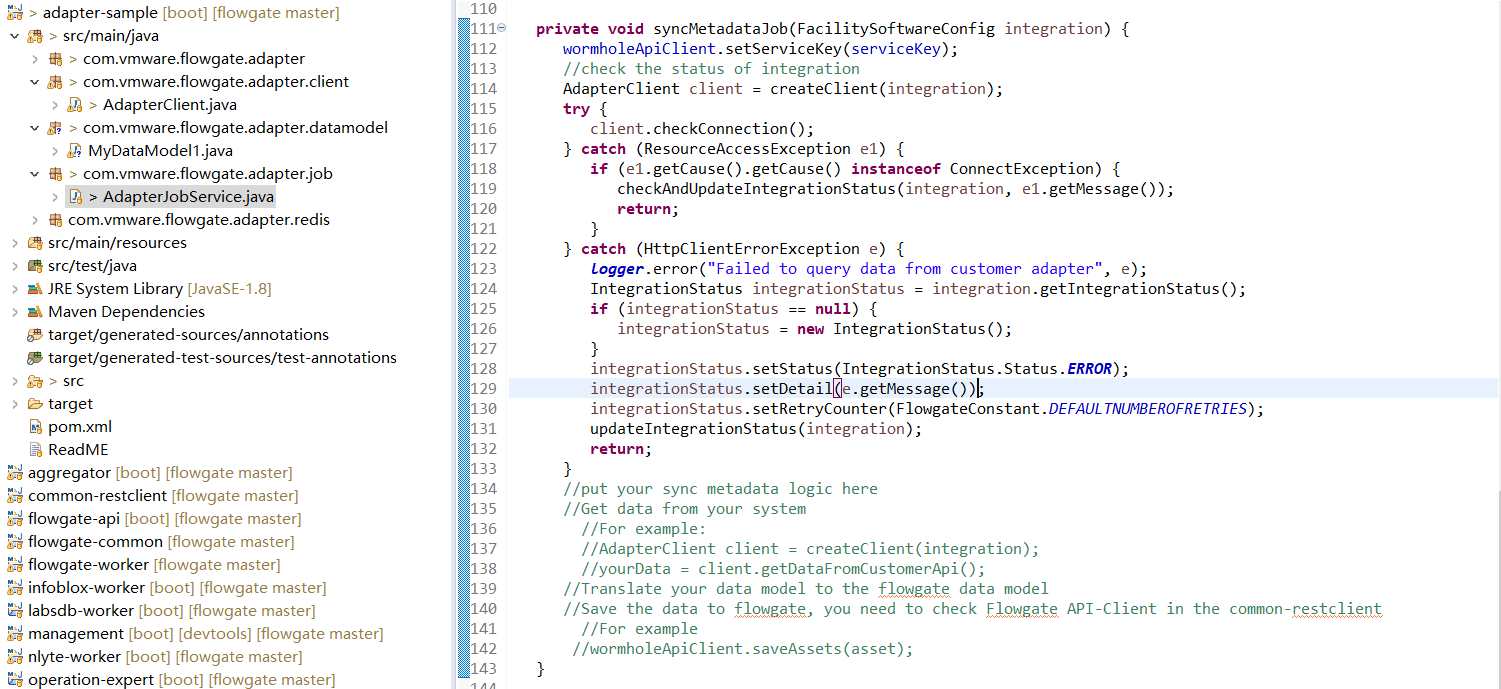 > adapter-sample [boot] [flowgate master]
> src/main/java
> com.vmware.flowgate.adapter
> com.vmware.flowgate.adapter.client
> AdapterClient.java
> com.vmware.flowgate.adapter.datamodel
MyDataModel1.java
> com.vmware.flowgate.adapter.job
> AdapterJobService.java
com.vmware.flowgate.adapter.redis
src/main/resources
src/test/java
JRE System Library [JavaSE-1.8]
Maven Dependencies
target/generated-sources/annotations
target/generated-test-sources/test-annotations
> src
target
pom.xml
ReadME
aggregator [boot] [flowgate master]
common-restclient [flowgate master]
flowgate-api [boot] [flowgate master]
flowgate-common [flowgate master]
flowgate-worker [flowgate master]
infoblox-worker [boot] [flowgate master]
labsdb-worker [boot] [flowgate master]
management [boot] [devtools] [flowgate master]
nlyte-worker [boot] [flowgate master]
operation-expert [boot] [flowgate master]
110
111 private void syncMetadataJob(FacilitySoftwareConfig integration) {
112 wormholeApiClient.setServiceKey(serviceKey);
113 //check the status of integration
114 AdapterClient client = createClient(integration);
115 try {
116 client.checkConnection();
117 } catch (ResourceAccessException e1) {
118 if (e1.getCause().getCause() instanceof ConnectException) {
119 checkAndUpdateIntegrationStatus(integration, e1.getMessage());
120 return;
121 }
122 } catch (HttpClientErrorException e) {
123 logger.error("Failed to query data from customer adapter", e);
124 IntegrationStatus integrationStatus = integration.getIntegrationStatus();
125 if (integrationStatus == null) {
126 integrationStatus = new IntegrationStatus();
127 }
128 integrationStatus.setStatus(IntegrationStatus.Status.ERROR);
129 integrationStatus.setDetail(e.getMessage());
130 integrationStatus.setRetryCounter(FlowgateConstant.DEFAULTNUMBEROFRETRIES);
131 updateIntegrationStatus(integration);
132 return;
133 }
134 //put your sync metadata logic here
135 //Get data from your system
136 //For example:
137 //AdapterClient client = createClient(integration);
138 //yourData = client.getDataFromCustomerApi();
139 //Translate your data model to the flowgate data model
140 //Save the data to flowgate, you need to check Flowgate API-Client in the common-restclient
141 //For example
142 //wormholeApiClient.saveAssets(asset);
143 }
144